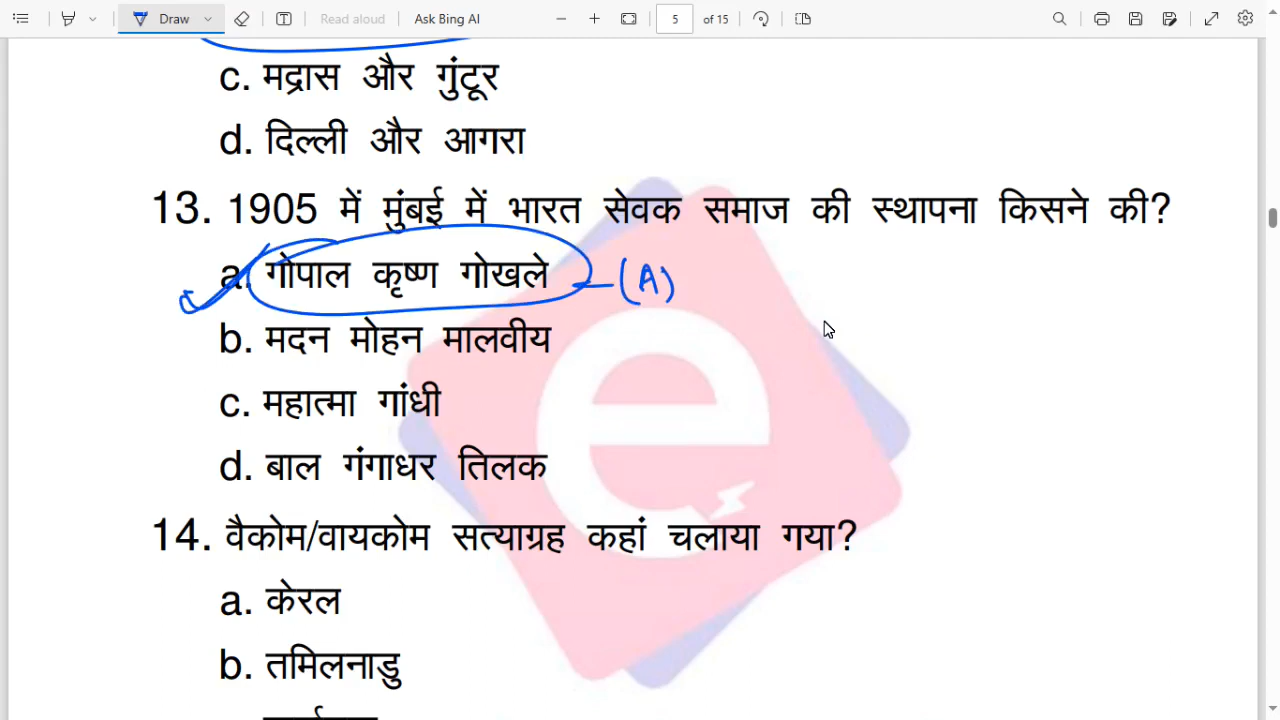 Draw
Read aloud
Ask Bing AI
5
of 15
c. मद्रास और गुंटूर
d. दिल्ली और आगरा
13. 1905 में मुंबई में भारत सेवक समाज की स्थापना किसने की?
a. गोपाल कृष्ण गोखले —(A)
b. मदन मोहन मालवीय
c. महात्मा गांधी
d. बाल गंगाधर तिलक
14. वैकोम/वायकोम सत्याग्रह कहां चलाया गया?
a. केरल
b. तमिलनाडु